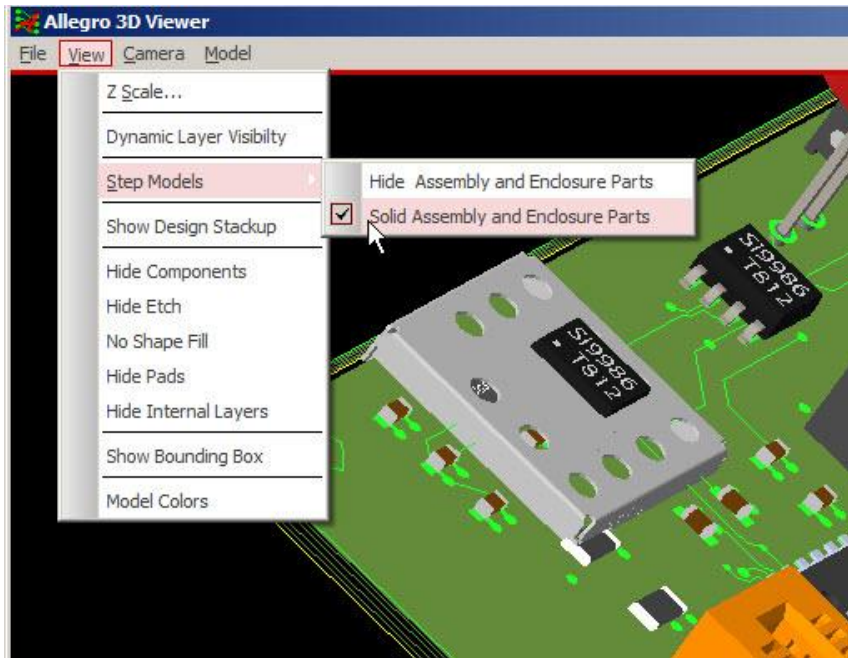 Allegro 3D Viewer
File View Camera Model
Z Scale...
Dynamic Layer Visibilty
Step Models
Hide Assembly and Enclosure Parts
Solid Assembly and Enclosure Parts
Show Design Stackup
Hide Components
Hide Etch
No Shape Fill
Hide Pads
Hide Internal Layers
Show Bounding Box
Model Colors
Si9986
T812
Si9986
T812